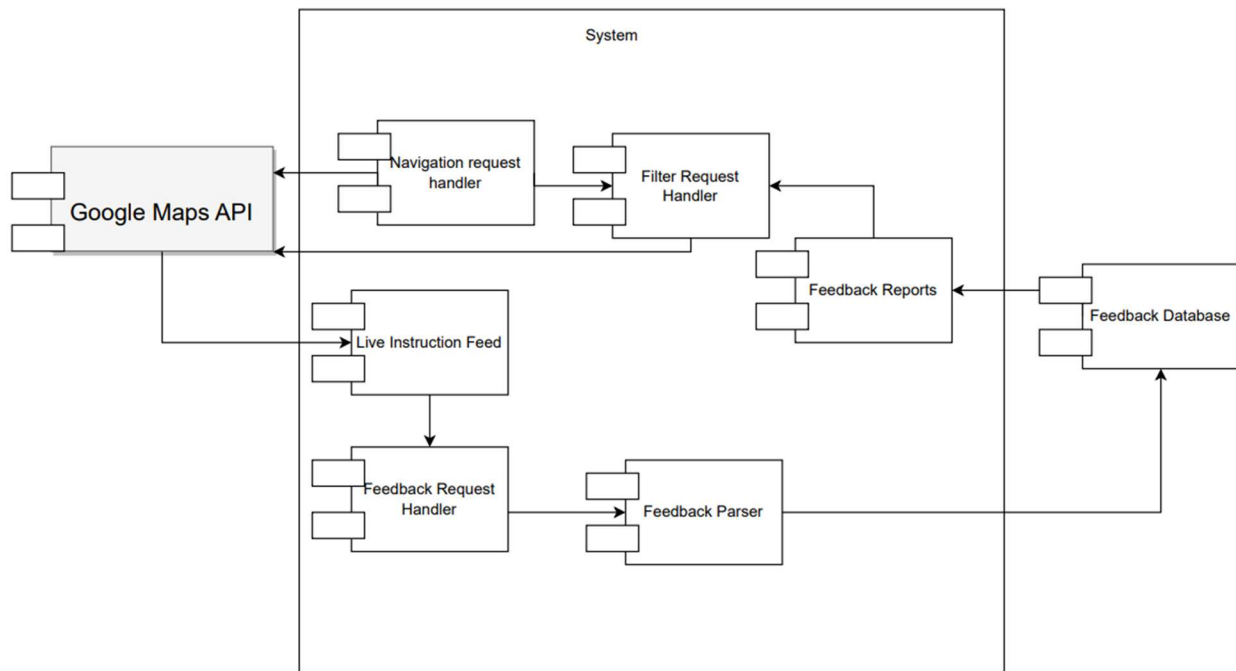 System
Navigation request
handler
Filter Request
Handler
Google Maps API
Feedback Reports
Feedback Database
Live Instruction Feed
Feedback Request
Handler
Feedback Parser